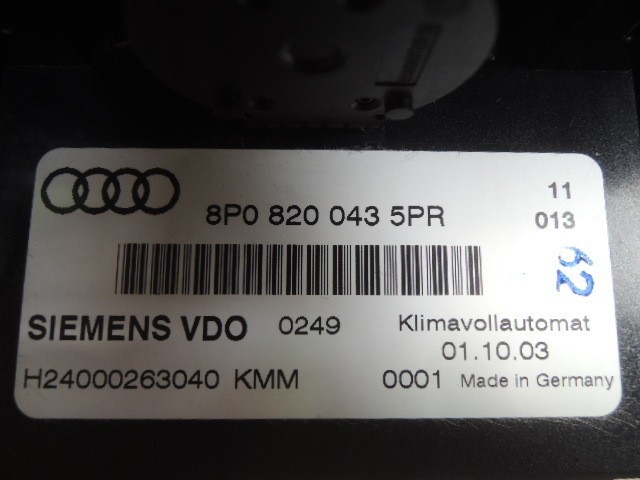 8P0 820 043 5PR
11
013
62
SIEMENS VDO 0249 Klimavollautomat
01.10.03
H24000263040 KMM 0001 Made in Germany